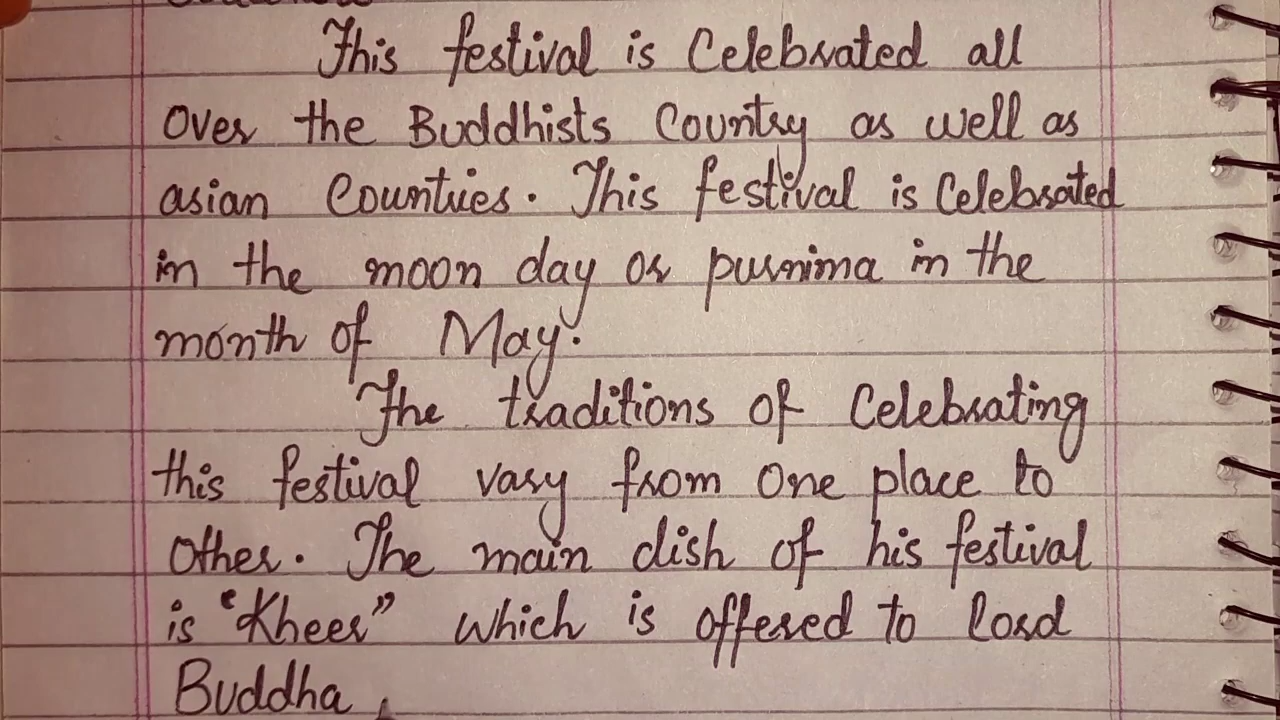 This festival is Celebrated all
Over the Buddhists Country as well as
asian Countries. This festival is Celebrated
in the moon day or purnima in the
month of May.
The traditions of Celebrating
this festival vary from One place to
Other. The main dish of his festival
is "Kheer" which is offered to lord
Buddha.